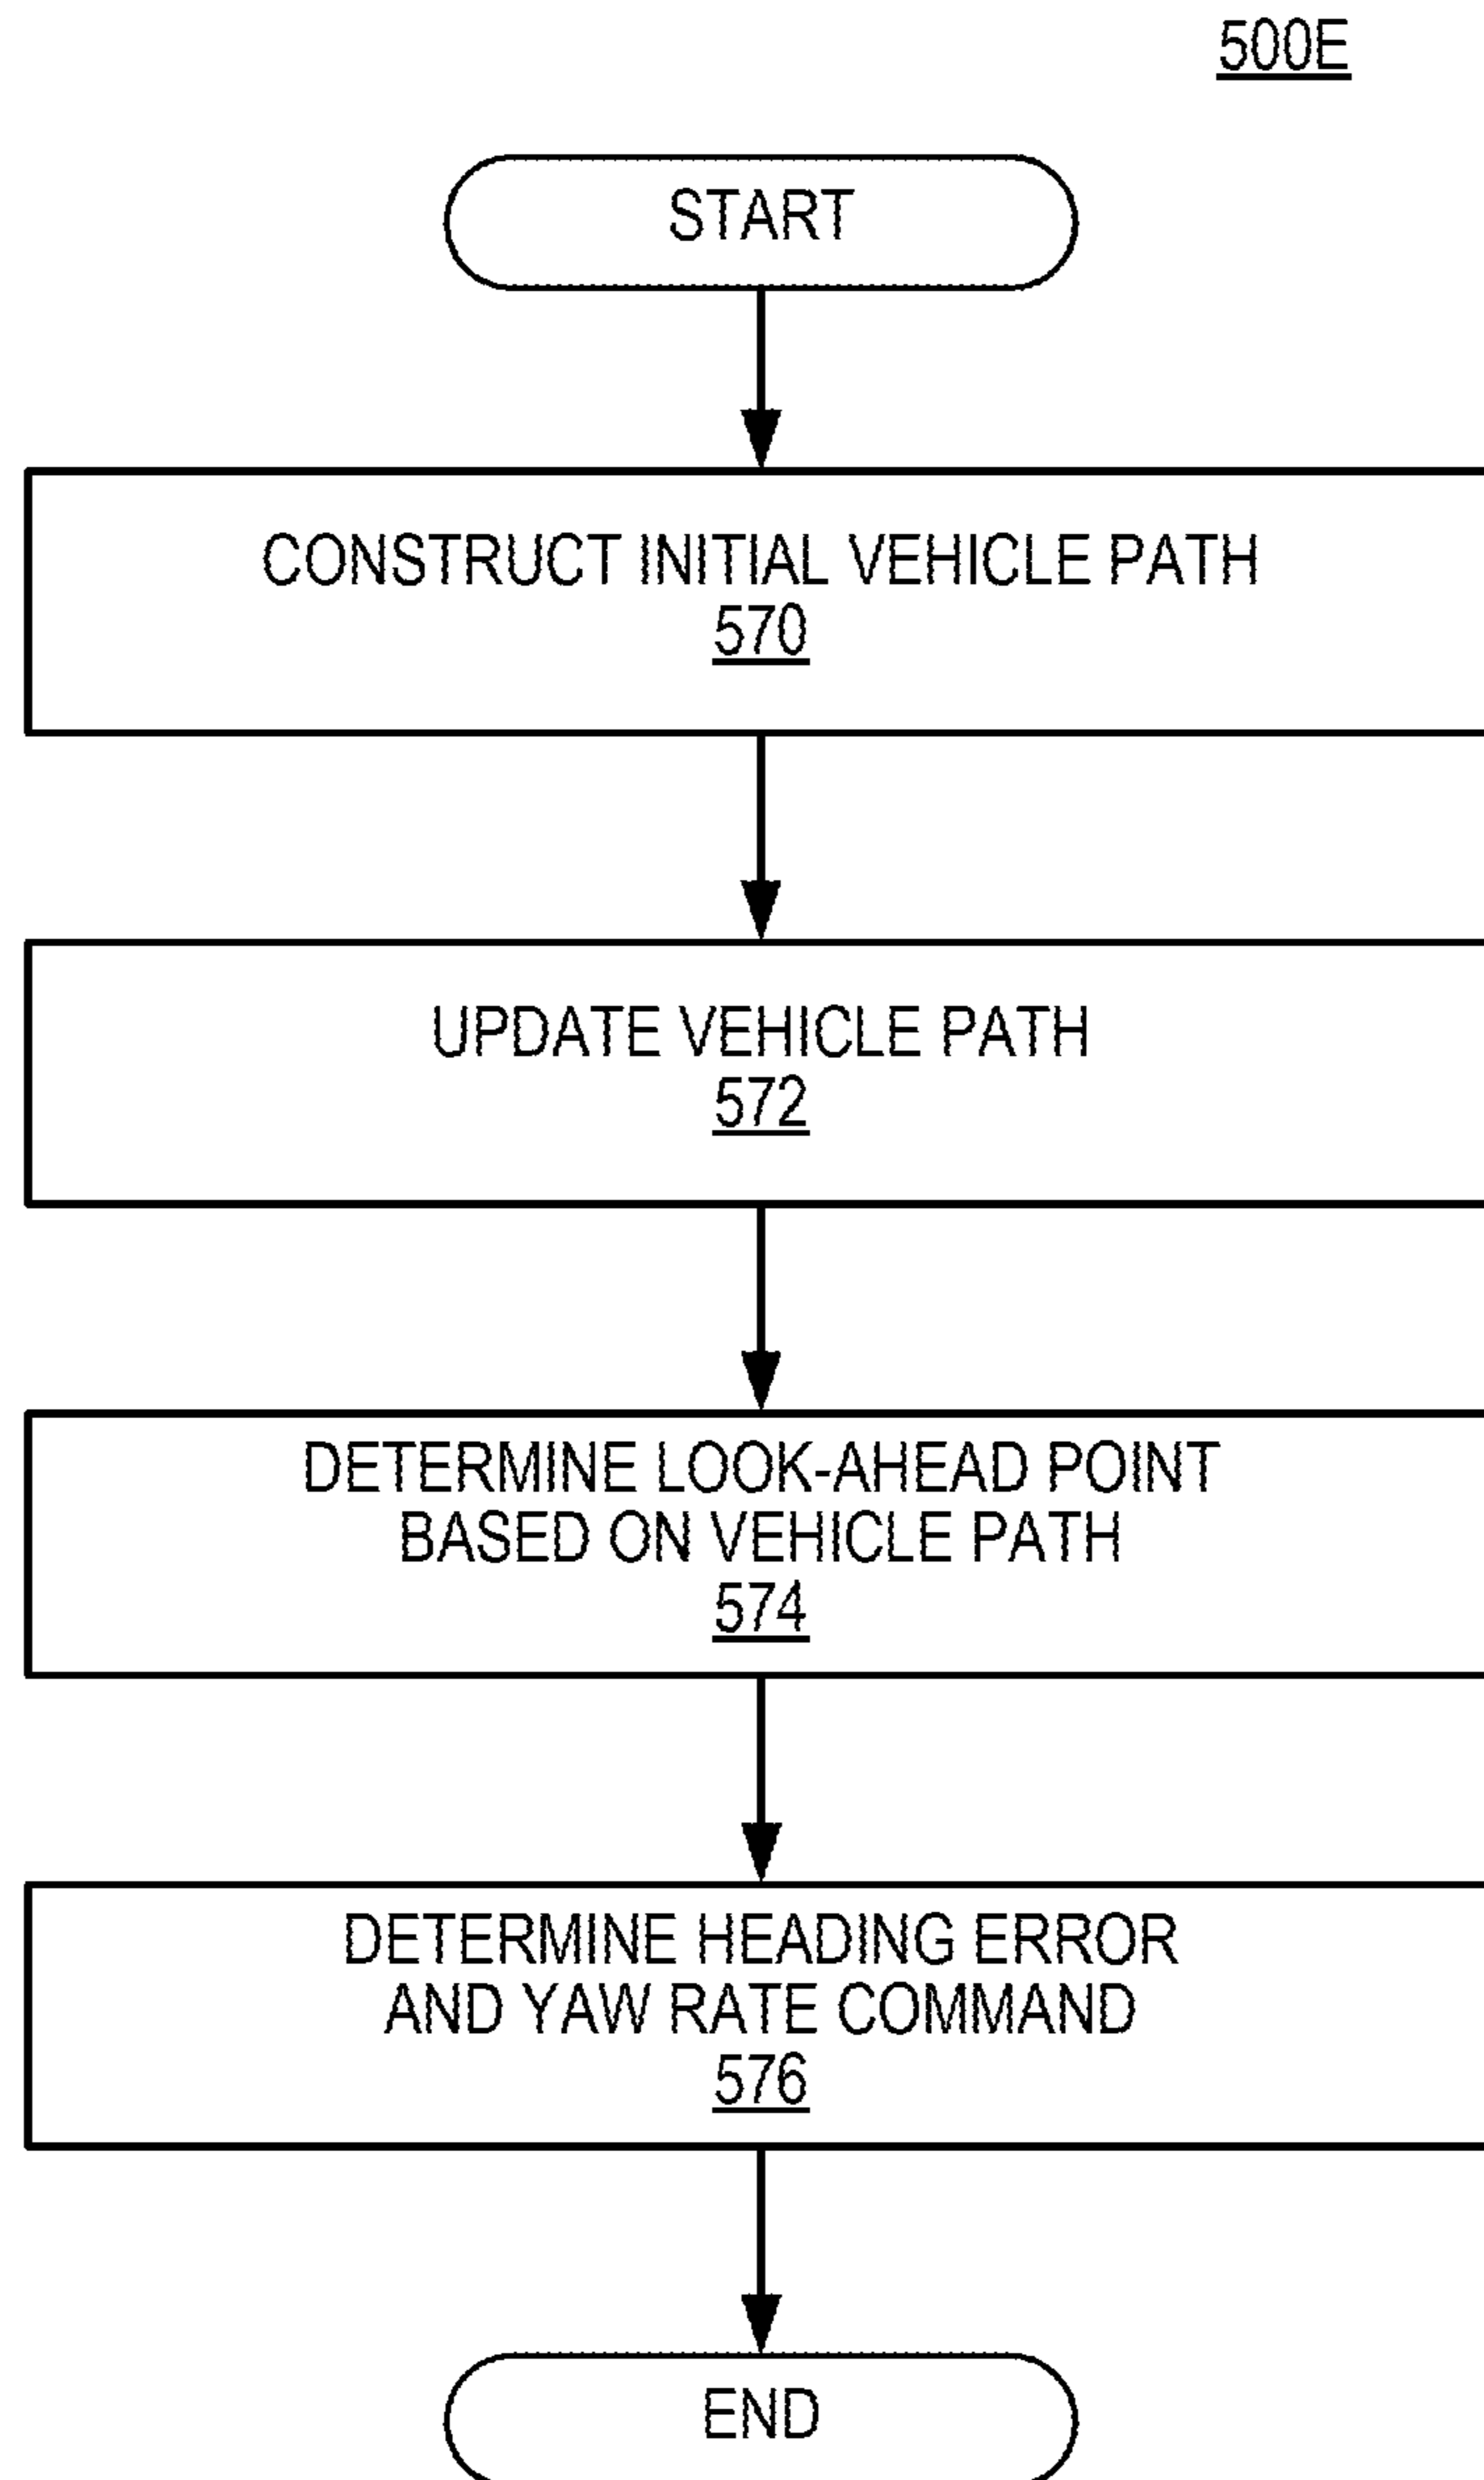 500E
START
CONSTRUCT INITIAL VEHICLE PATH
570
UPDATE VEHICLE PATH
572
DETERMINE LOOK-AHEAD POINT
BASED ON VEHICLE PATH
574
DETERMINE HEADING ERROR
AND YAW RATE COMMAND
576
END